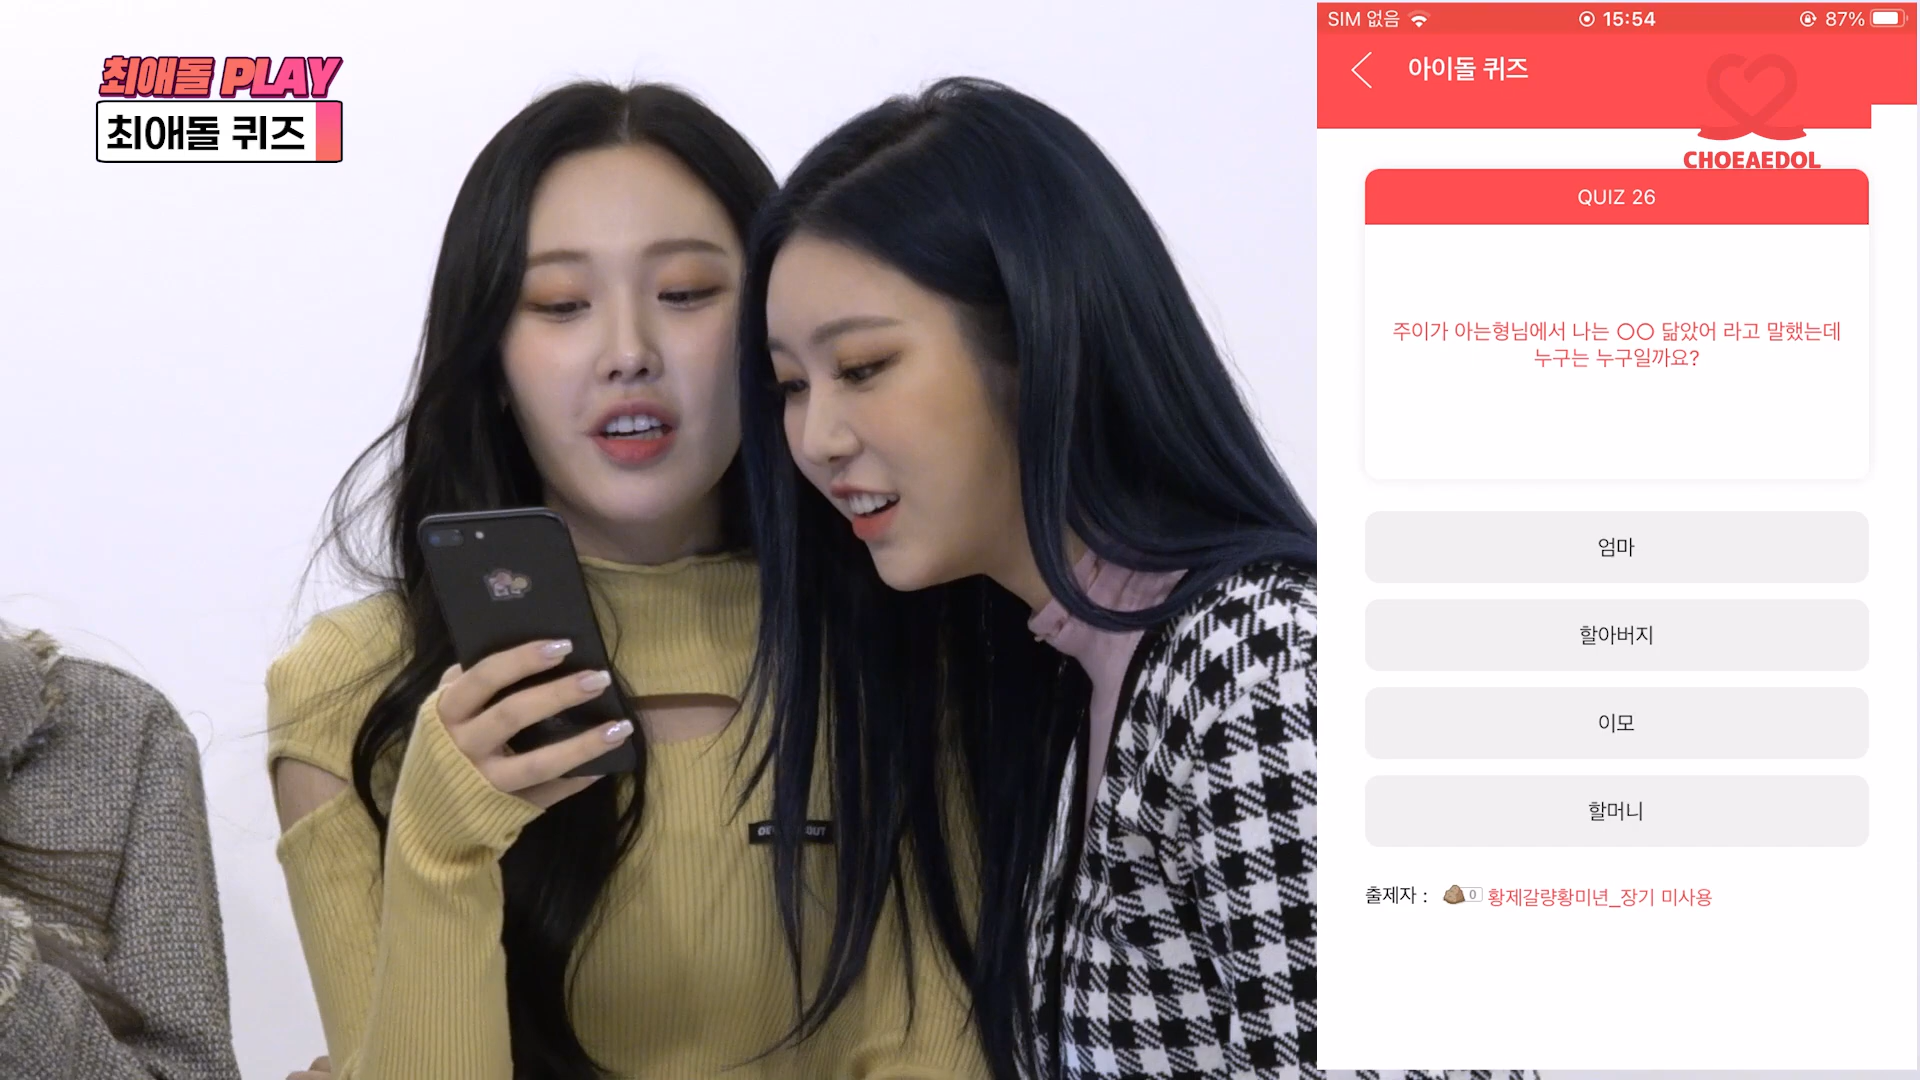 최애돌 PLAY
최애돌 퀴즈
SIM 없음
15:54
87%
아이돌 퀴즈
CHOEAEDOL
QUIZ 26
주이가 아는형님에서 나는 ○○ 닮았어 라고 말했는데
누구는 누구일까요?
엄마
할아버지
이모
할머니
출제자 : 0 황제갈량황미년_장기 미사용